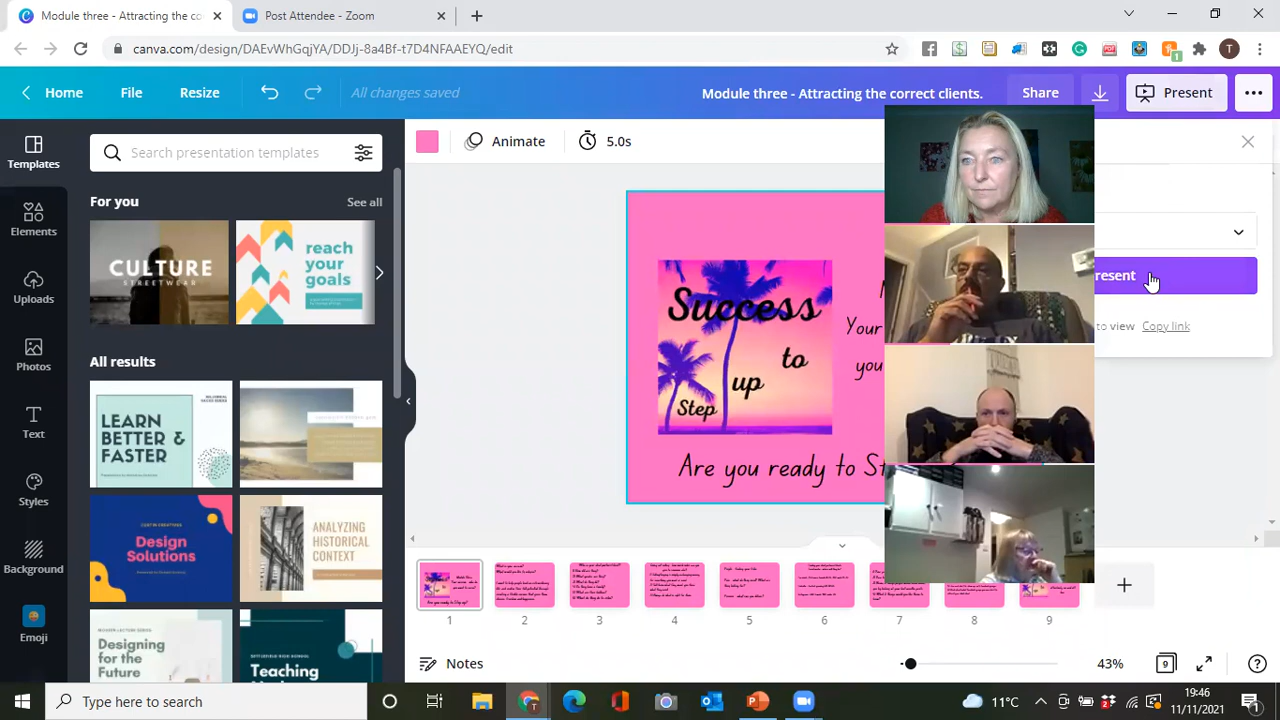 Module three - Attracting the co
Post Attendee - Zoom
canva.com/design/DAEvWhGqjYA/DDJj-8a4Bf-t7D4NFAAEYQ/edit
T
1
Home
File
Resize
All changes saved
Module three - Attracting the correct clients.
Share
Present
Templates
Search presentation templates
Animate
5.0s
For you
See all
Elements
CULTURE
STREETWEAR
reach
your
goals
resent
Uploads
Success
to
up
Step
Your
you
to view
Copy link
All results
Photos
LEARN
BETTER &
FASTER
Text
Are you ready to St
Styles
Design
Solutions
ANALYZING
HISTORICAL
CONTEXT
Background
Emoji
Designing
for the
Future
Teaching
1
2
3
4
5
6
7
8
9
Notes
43%
9
Type here to search
11°C
19:46
11/11/2021
1